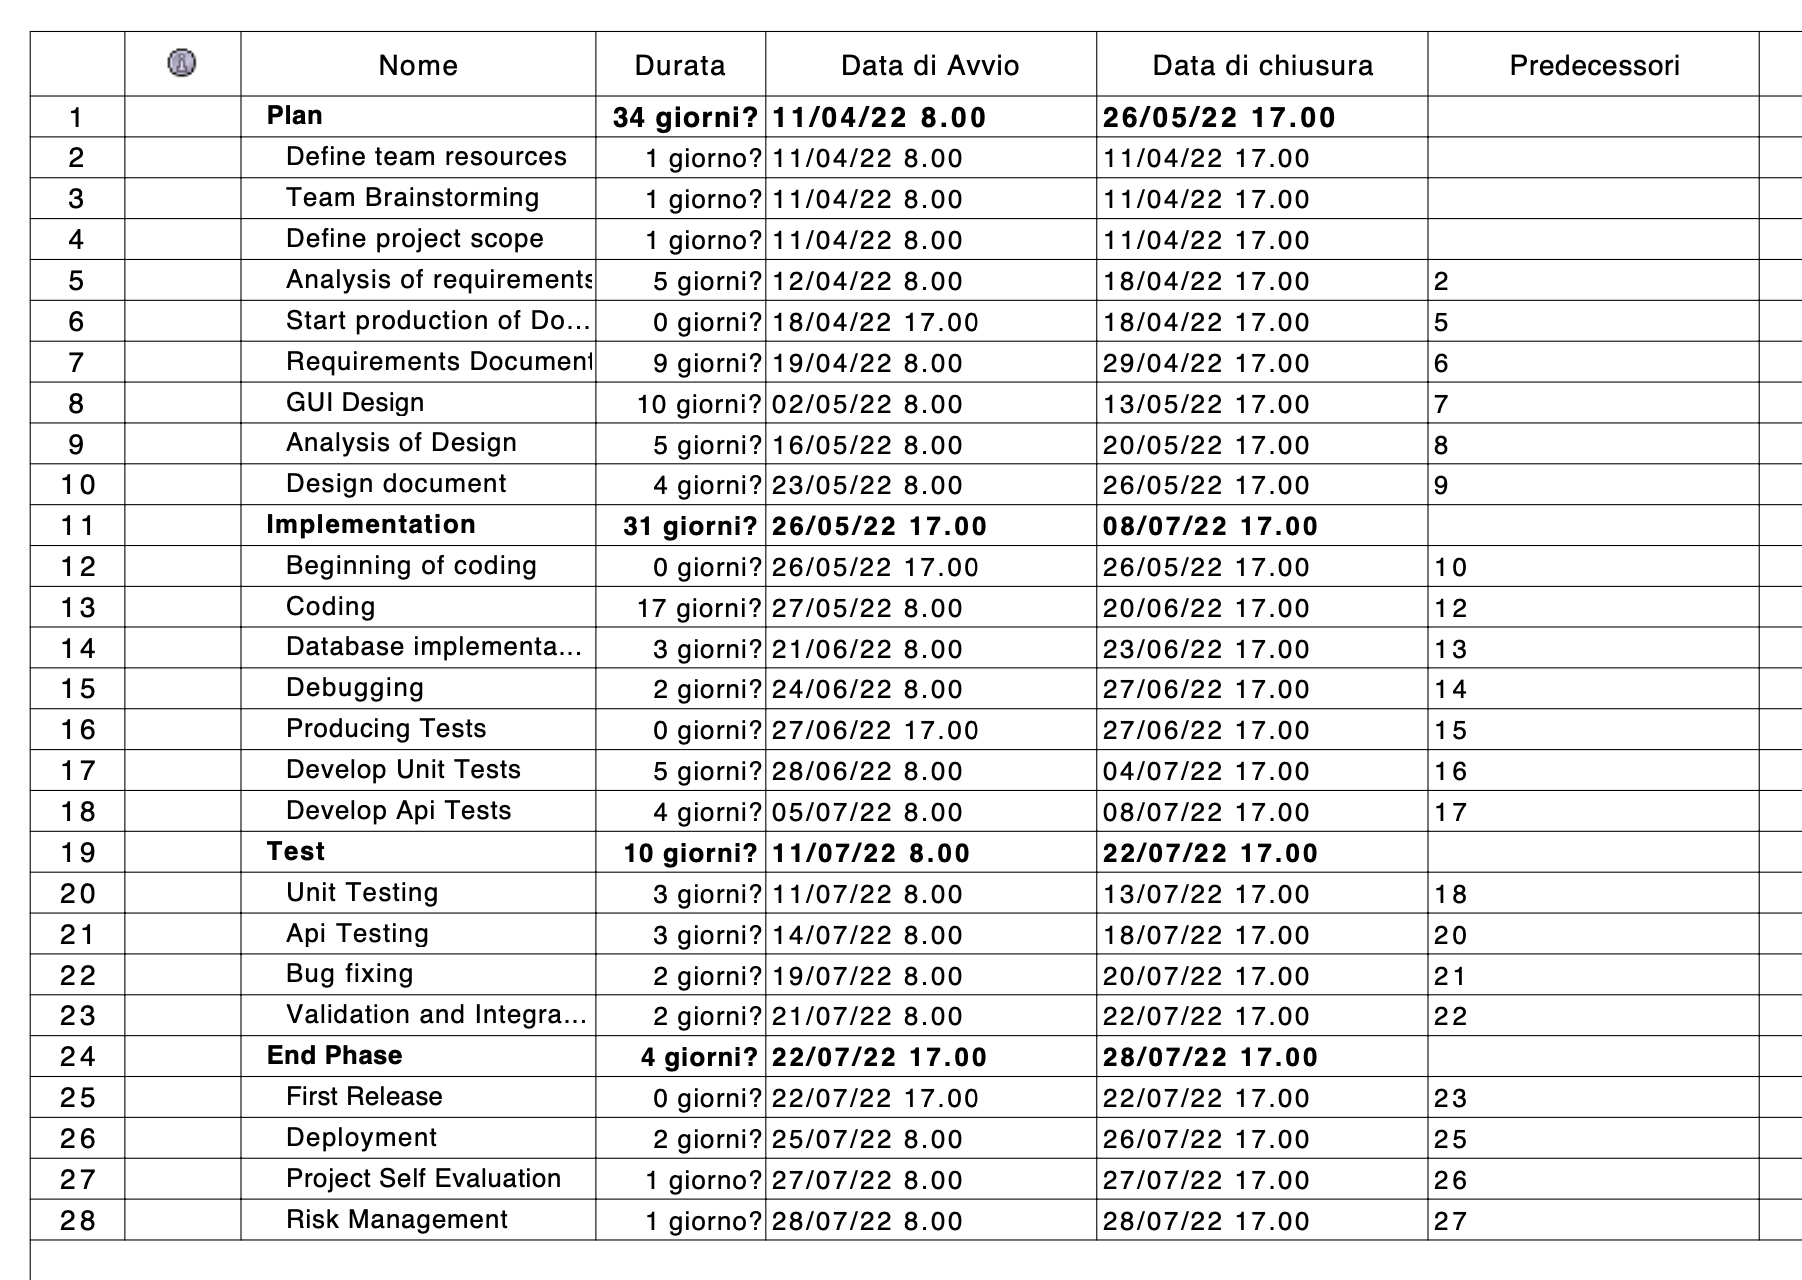 Nome Durata Data di Avvio Data di chiusura Predecessori
1 Plan 34 giorni? 11/04/22 8.00 26/05/22 17.00
2 Define team resources 1 giorno? 11/04/22 8.00 11/04/22 17.00
3 Team Brainstorming 1 giorno? 11/04/22 8.00 11/04/22 17.00
4 Define project scope 1 giorno? 11/04/22 8.00 11/04/22 17.00
5 Analysis of requirements 5 giorni? 12/04/22 8.00 18/04/22 17.00 2
6 Start production of Do... 0 giorni? 18/04/22 17.00 18/04/22 17.00 5
7 Requirements Document 9 giorni? 19/04/22 8.00 29/04/22 17.00 6
8 GUI Design 10 giorni? 02/05/22 8.00 13/05/22 17.00 7
9 Analysis of Design 5 giorni? 16/05/22 8.00 20/05/22 17.00 8
10 Design document 4 giorni? 23/05/22 8.00 26/05/22 17.00 9
11 Implementation 31 giorni? 26/05/22 17.00 08/07/22 17.00
12 Beginning of coding 0 giorni? 26/05/22 17.00 26/05/22 17.00 10
13 Coding 17 giorni? 27/05/22 8.00 20/06/22 17.00 12
14 Database implementa... 3 giorni? 21/06/22 8.00 23/06/22 17.00 13
15 Debugging 2 giorni? 24/06/22 8.00 27/06/22 17.00 14
16 Producing Tests 0 giorni? 27/06/22 17.00 27/06/22 17.00 15
17 Develop Unit Tests 5 giorni? 28/06/22 8.00 04/07/22 17.00 16
18 Develop Api Tests 4 giorni? 05/07/22 8.00 08/07/22 17.00 17
19 Test 10 giorni? 11/07/22 8.00 22/07/22 17.00
20 Unit Testing 3 giorni? 11/07/22 8.00 13/07/22 17.00 18
21 Api Testing 3 giorni? 14/07/22 8.00 18/07/22 17.00 20
22 Bug fixing 2 giorni? 19/07/22 8.00 20/07/22 17.00 21
23 Validation and Integra... 2 giorni? 21/07/22 8.00 22/07/22 17.00 22
24 End Phase 4 giorni? 22/07/22 17.00 28/07/22 17.00
25 First Release 0 giorni? 22/07/22 17.00 22/07/22 17.00 23
26 Deployment 2 giorni? 25/07/22 8.00 26/07/22 17.00 25
27 Project Self Evaluation 1 giorno? 27/07/22 8.00 27/07/22 17.00 26
28 Risk Management 1 giorno? 28/07/22 8.00 28/07/22 17.00 27